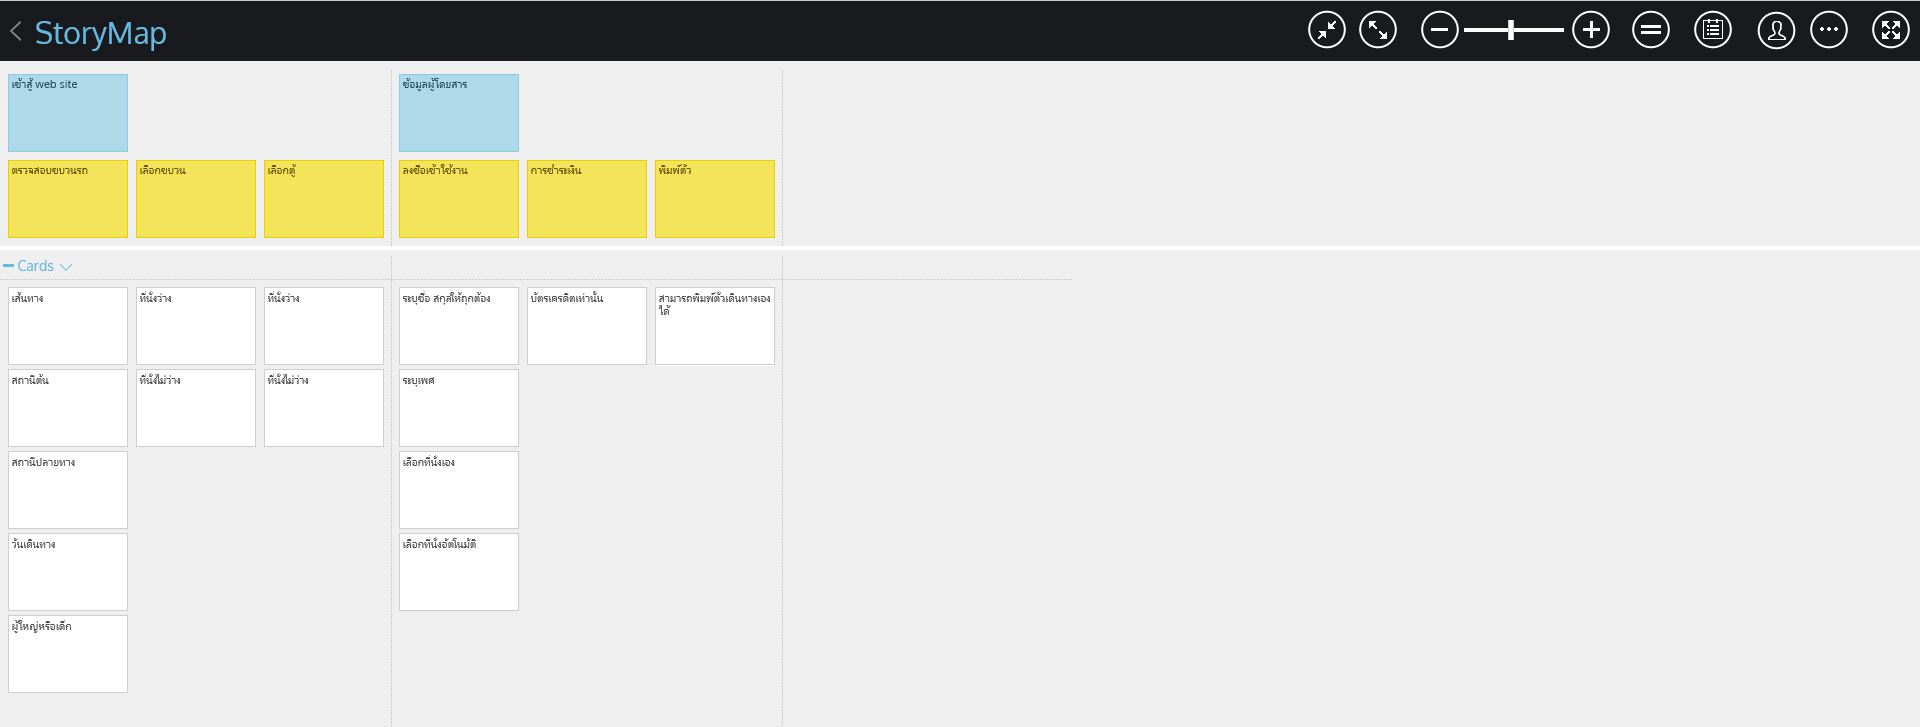 StoryMap
เข้าสู้ web site
ข้อมูลผู้โดยสาร
ตรวจสอบขบวนรถ
เลือกขบวน
เลือกตู้
ลงชื่อเข้าใช้งาน
การชำระเงิน
พิมพ์ตั๋ว
Cards
เส้นทาง
ที่นั่งว่าง
ที่นั่งว่าง
ระบุชื่อ สกุลให้ถูกต้อง
บัตรเครดิตเท่านั้น
สามารถพิมพ์ตั๋วเดินทางเอง
ได้
สถานีต้น
ที่นั่งไม่ว่าง
ที่นั่งไม่ว่าง
ระบุเพศ
สถานีปลายทาง
เลือกที่นั่งเอง
วันเดินทาง
เลือกที่นั่งอัตโนมัติ
ผู้ใหญ่หรือเด็ก